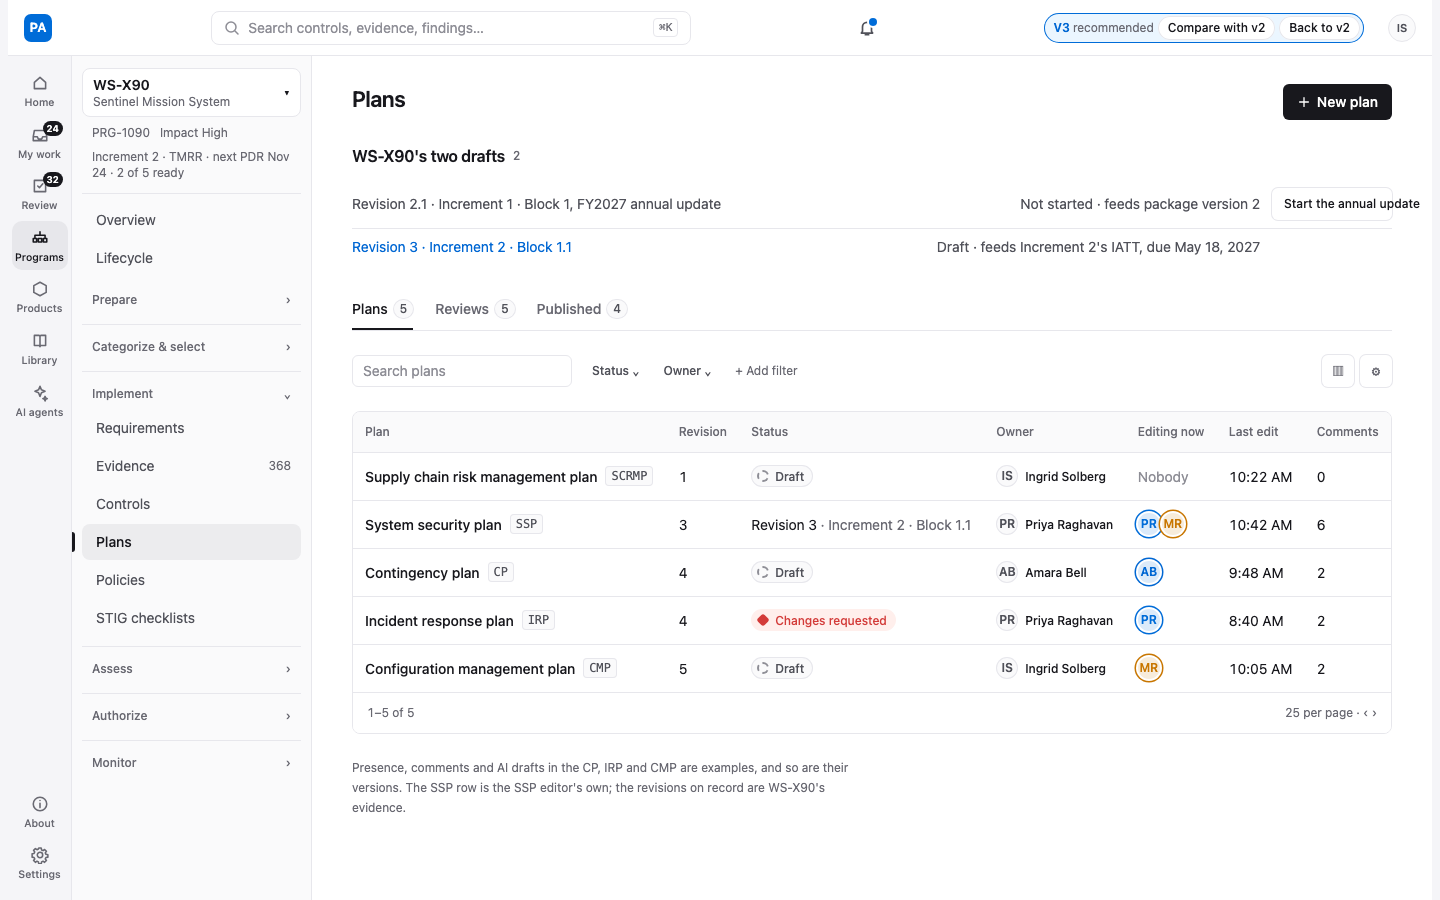 PA
Search controls, evidence, findings...
⌘K
V3 recommended Compare with v2 Back to v2
IS
Home
24
My work
32
Review
Programs
Products
Library
AI agents
About
Settings
WS-X90
Sentinel Mission System
PRG-1090 Impact High
Increment 2 · TMRR · next PDR Nov
24 · 2 of 5 ready
Overview
Lifecycle
Prepare
Categorize & select
Implement
Requirements
Evidence 368
Controls
Plans
Policies
STIG checklists
Assess
Authorize
Monitor
Plans
+ New plan
WS-X90's two drafts 2
Revision 2.1 · Increment 1 · Block 1, FY2027 annual update Not started · feeds package version 2 Start the annual update
Revision 3 · Increment 2 · Block 1.1 Draft · feeds Increment 2's IATT, due May 18, 2027
Plans 5 Reviews 5 Published 4
Search plans Status Owner + Add filter
Plan Revision Status Owner Editing now Last edit Comments
Supply chain risk management plan SCRMP 1 Draft IS Ingrid Solberg Nobody 10:22 AM 0
System security plan SSP 3 Revision 3 · Increment 2 · Block 1.1 PR Priya Raghavan PR MR 10:42 AM 6
Contingency plan CP 4 Draft AB Amara Bell AB 9:48 AM 2
Incident response plan IRP 4 Changes requested PR Priya Raghavan PR 8:40 AM 2
Configuration management plan CMP 5 Draft IS Ingrid Solberg MR 10:05 AM 2
1–5 of 5 25 per page · ‹ ›
Presence, comments and AI drafts in the CP, IRP and CMP are examples, and so are their
versions. The SSP row is the SSP editor's own; the revisions on record are WS-X90's
evidence.